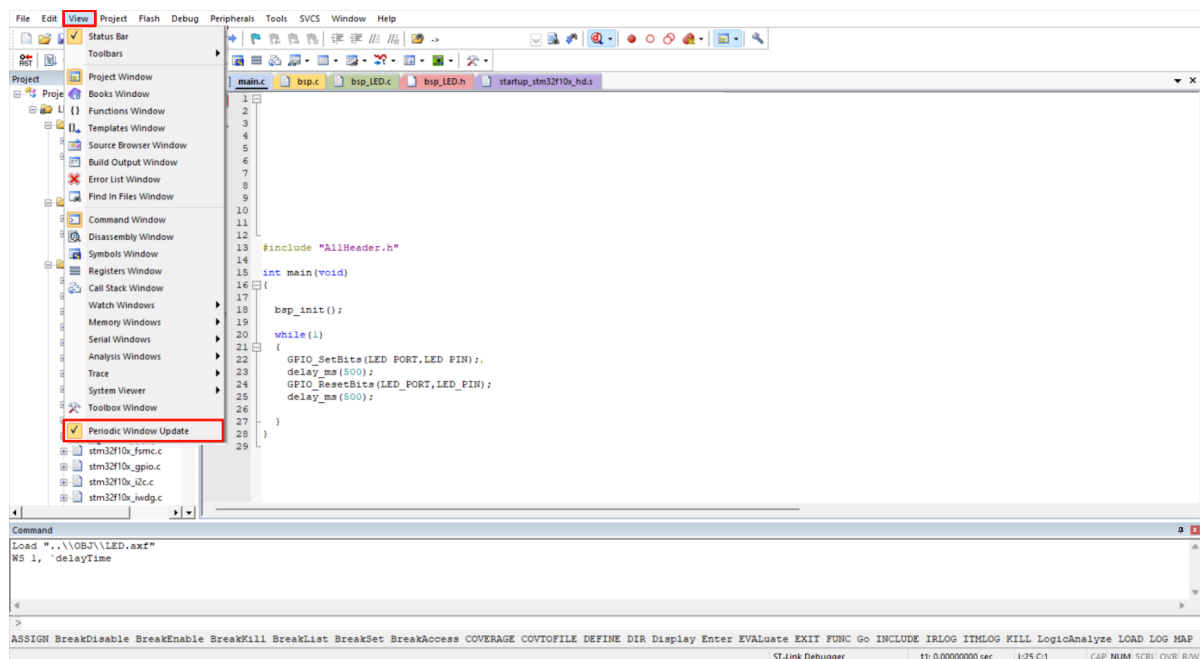 File Edit View Project Flash Debug Peripherals Tools SVCS Window Help
Status Bar
Toolbars
Project
Project Window
Books Window
Functions Window
Templates Window
Source Browser Window
Build Output Window
Error List Window
Find In Files Window
Command Window
Disassembly Window
Symbols Window
Registers Window
Call Stack Window
Watch Windows
Memory Windows
Serial Windows
Analysis Windows
Trace
System Viewer
Toolbox Window
Periodic Window Update
stm32f10x_fsmc.c
stm32f10x_gpio.c
stm32f10x_i2c.c
stm32f10x_iwdg.c
main.c bsp.c bsp_LED.c bsp_LED.h startup_stm32f10x_hd.s
1
2
3
4
5
6
7
8
9
10
11
12
13 #include "AllHeader.h"
14
15 int main(void)
16 {
17
18 bsp_init();
19
20 while(1)
21 {
22 GPIO_SetBits(LED_PORT,LED_PIN);
23 delay_ms(500);
24 GPIO_ResetBits(LED_PORT,LED_PIN);
25 delay_ms(500);
26
27 }
28 }
29
Command
Load "..\\OBJ\\LED.axf"
WS 1, `delayTime
>
ASSIGN BreakDisable BreakEnable BreakKill BreakList BreakSet BreakAccess COVERAGE COVTOFILE DEFINE DIR Display Enter EVALuate EXIT FUNC Go INCLUDE IRLOG ITMLOG KILL LogicAnalyze LOAD LOG MAP
ST-Link Debugger t1: 0.00000000 sec L:25 C:1 CAP NUM SCRL OVR R/W